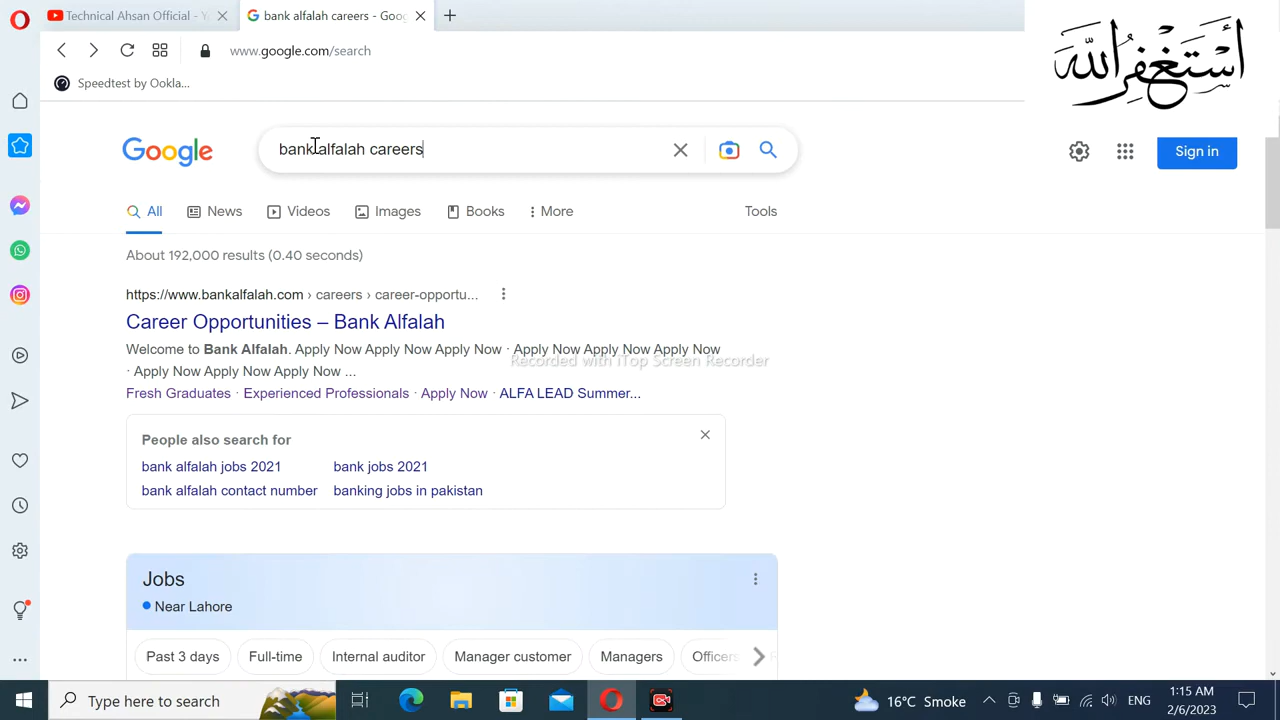 Technical Ahsan Official - Y
bank alfalah careers - Goog
أستغفر الله
www.google.com/search
Speedtest by Ookla...
Google
bank alfalah careers
Sign in
All
News
Videos
Images
Books
More
Tools
About 192,000 results (0.40 seconds)
https://www.bankalfalah.com › careers › career-opportu...
Career Opportunities – Bank Alfalah
Welcome to Bank Alfalah. Apply Now Apply Now Apply Now · Apply Now Apply Now Apply Now
· Apply Now Apply Now Apply Now ...
Recorded with iTop Screen Recorder
Fresh Graduates · Experienced Professionals · Apply Now · ALFA LEAD Summer...
People also search for
bank alfalah jobs 2021
bank jobs 2021
bank alfalah contact number
banking jobs in pakistan
Jobs
Near Lahore
Past 3 days
Full-time
Internal auditor
Manager customer
Managers
Officers
Type here to search
16°C Smoke
ENG
1:15 AM
2/6/2023